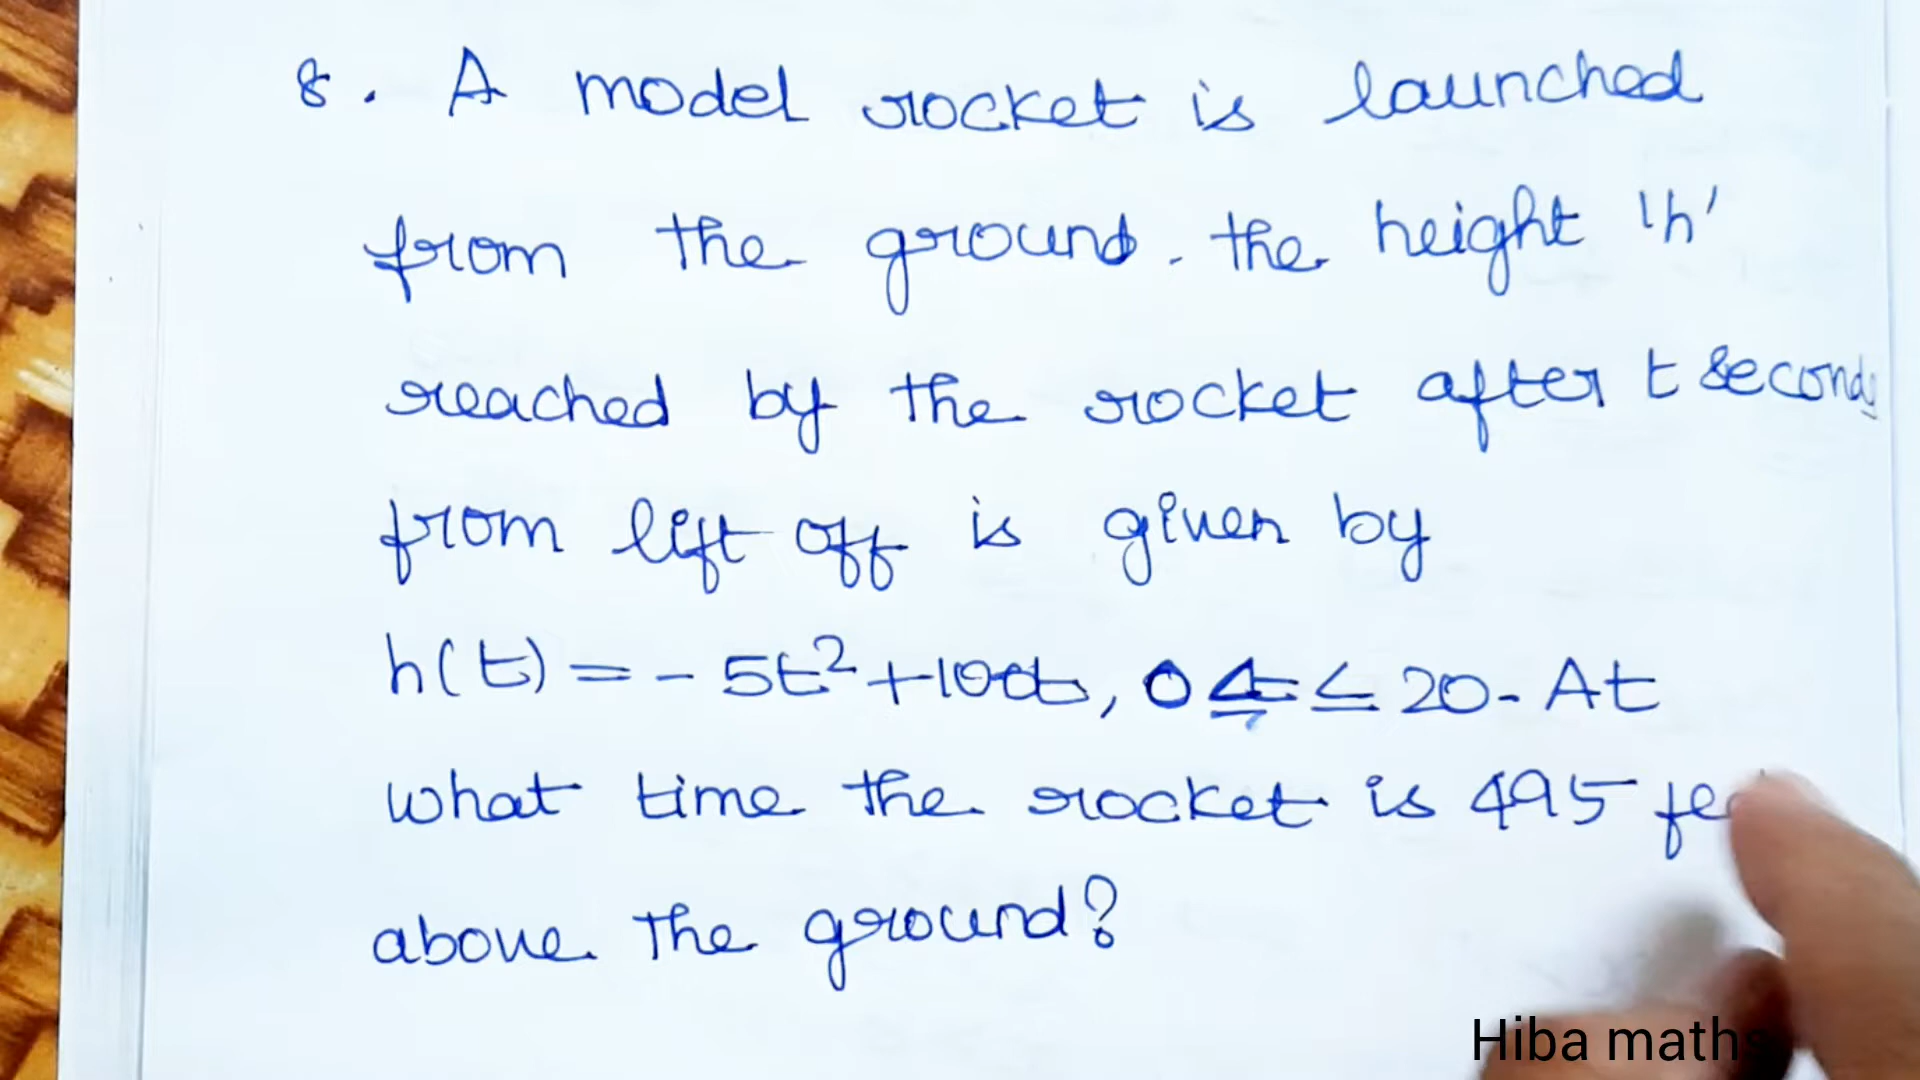 8. A model rocket is launched
from the ground. the height 'h'
reached by the rocket after t seconds
from lift off is given by
h(t) = - 5t² + 100t, 0 ≤ t ≤ 20. At
what time the rocket is 495
above the ground?
Hiba maths